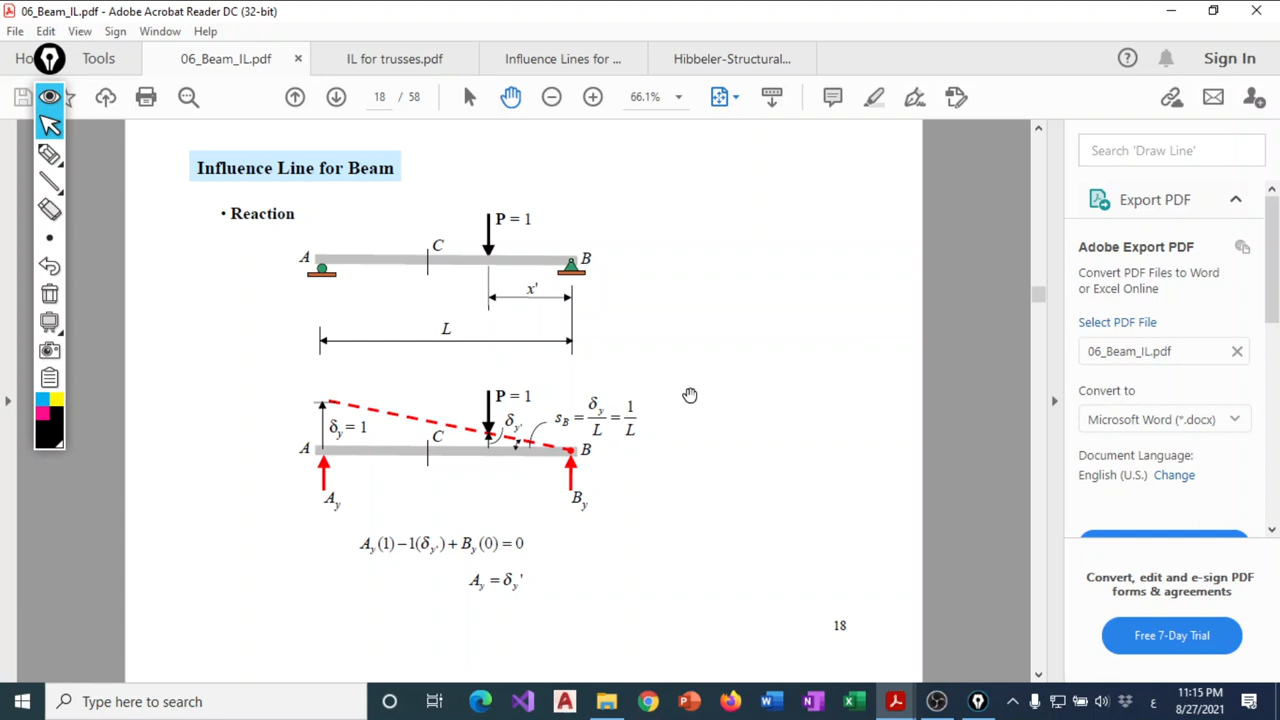 06_Beam_IL.pdf - Adobe Acrobat Reader DC (32-bit)
File Edit View Sign Window Help
Ho Tools 06_Beam_IL.pdf × IL for trusses.pdf Influence Lines for ... Hibbeler-Structural... Sign In
18 / 58 66.1%
Influence Line for Beam
• Reaction
P = 1
A C B
x'
L
P = 1
δy = 1 C δy' sB = δy/L = 1/L
A B
Ay By
Ay(1) − 1(δy') + By(0) = 0
Ay = δy'
18
Search 'Draw Line'
Export PDF
Adobe Export PDF
Convert PDF Files to Word
or Excel Online
Select PDF File
06_Beam_IL.pdf
Convert to
Microsoft Word (*.docx)
Document Language:
English (U.S.) Change
Convert, edit and e-sign PDF
forms & agreements
Free 7-Day Trial
Type here to search
ع 11:15 PM
8/27/2021